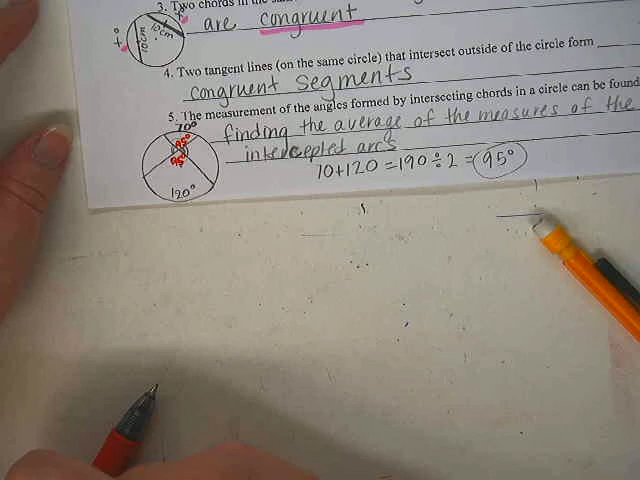 3. Two chords in the
are congruent
x°
10cm
10cm
4. Two tangent lines (on the same circle) that intersect outside of the circle form
congruent segments
5. The measurement of the angles formed by intersecting chords in a circle can be found
70°
finding the average of the measures of the
95°
95°
intercepted arcs
120°
70+120=190÷2=95°